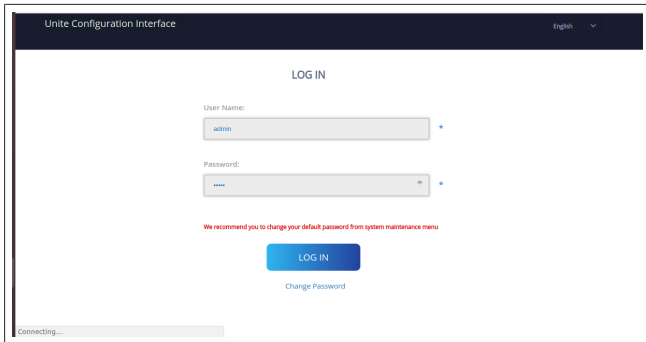 Unite Configuration Interface
English
LOG IN
User Name:
admin
*
Password:
•••••
*
We recommend you to change your default password from system maintenance menu
LOG IN
Change Password
Connecting...